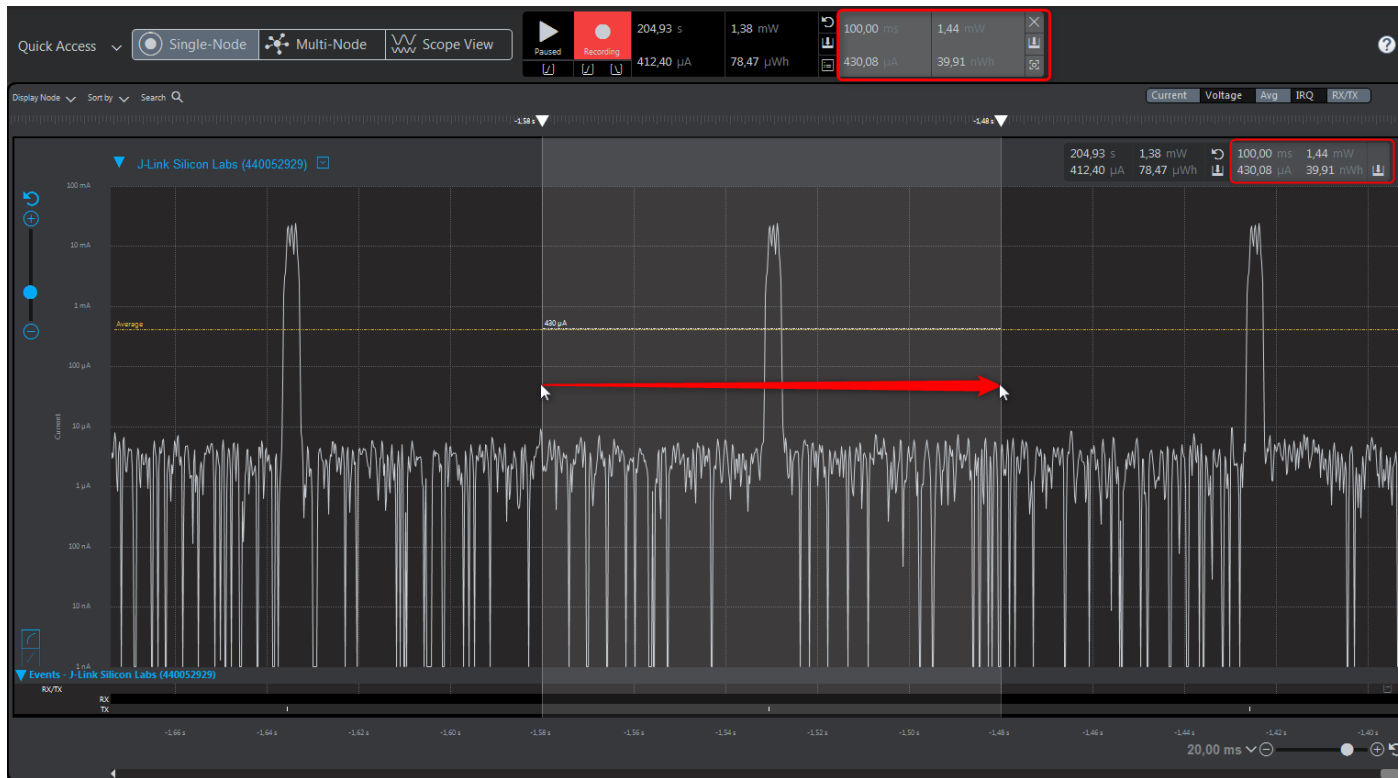 Quick Access
Single-Node
Multi-Node
Scope View
Paused
Recording
204,93 s
1,38 mW
412,40 µA
78,47 µWh
100,00 ms
1,44 mW
430,08 µA
39,91 nWh
Display Node
Sort by
Search
Current
Voltage
Avg
IRQ
RX/TX
-1,58 s
-1,48 s
J-Link Silicon Labs (440052929)
204,93 s 1,38 mW
412,40 µA 78,47 µWh
100,00 ms 1,44 mW
430,08 µA 39,91 nWh
100 mA
10 mA
1 mA
Average
430 µA
100 µA
Current
10 µA
1 µA
100 nA
10 nA
1 nA
Events - J-Link Silicon Labs (440052929)
RX/TX
RX
TX
-1,66 s
-1,64 s
-1,62 s
-1,60 s
-1,58 s
-1,56 s
-1,54 s
-1,52 s
-1,50 s
-1,48 s
-1,46 s
-1,44 s
-1,42 s
-1,40 s
20,00 ms